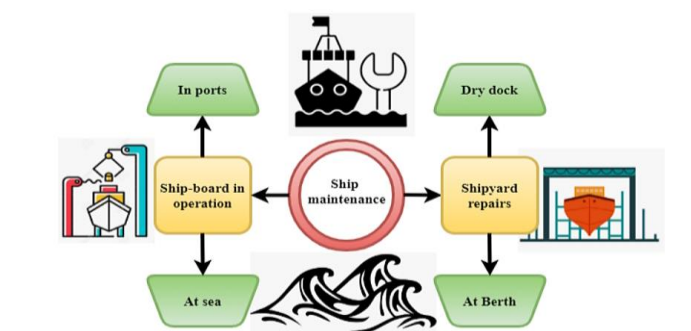 In ports
Dry dock
Ship-board in
operation
Ship
maintenance
Shipyard
repairs
At sea
At Berth